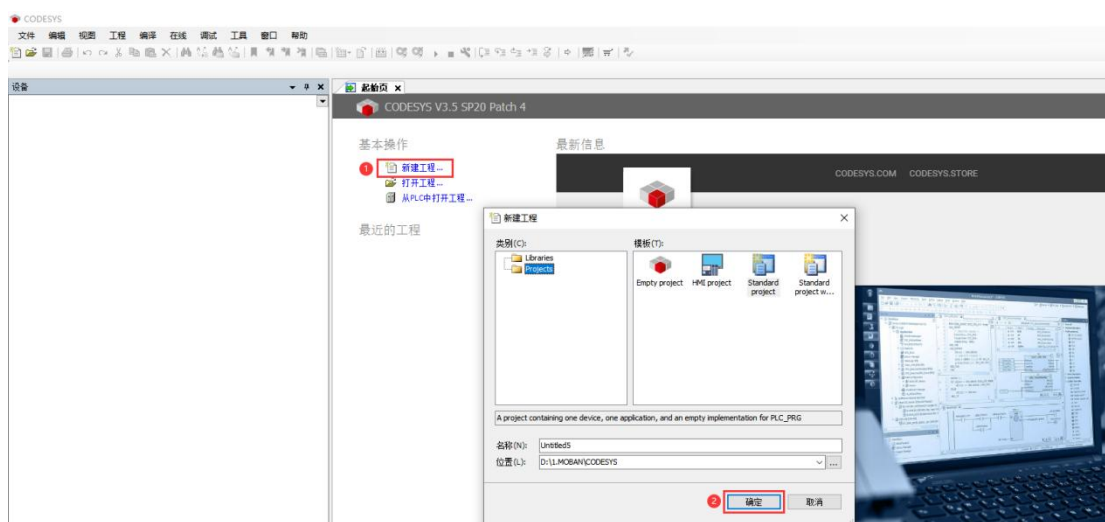 CODESYS
文件 编辑 视图 工程 编译 在线 调试 工具 窗口 帮助
设备
起始页
CODESYS V3.5 SP20 Patch 4
基本操作
最新信息
1 新建工程...
打开工程...
从PLC中打开工程...
CODESYS.COM CODESYS.STORE
最近的工程
新建工程
类别(C):
模板(T):
Libraries
Projects
Empty project
HMI project
Standard project
Standard project w...
A project containing one device, one application, and an empty implementation for PLC_PRG
名称(N): Untitled5
位置(L): D:\1.MOBAN\CODESYS
...
2 确定
取消